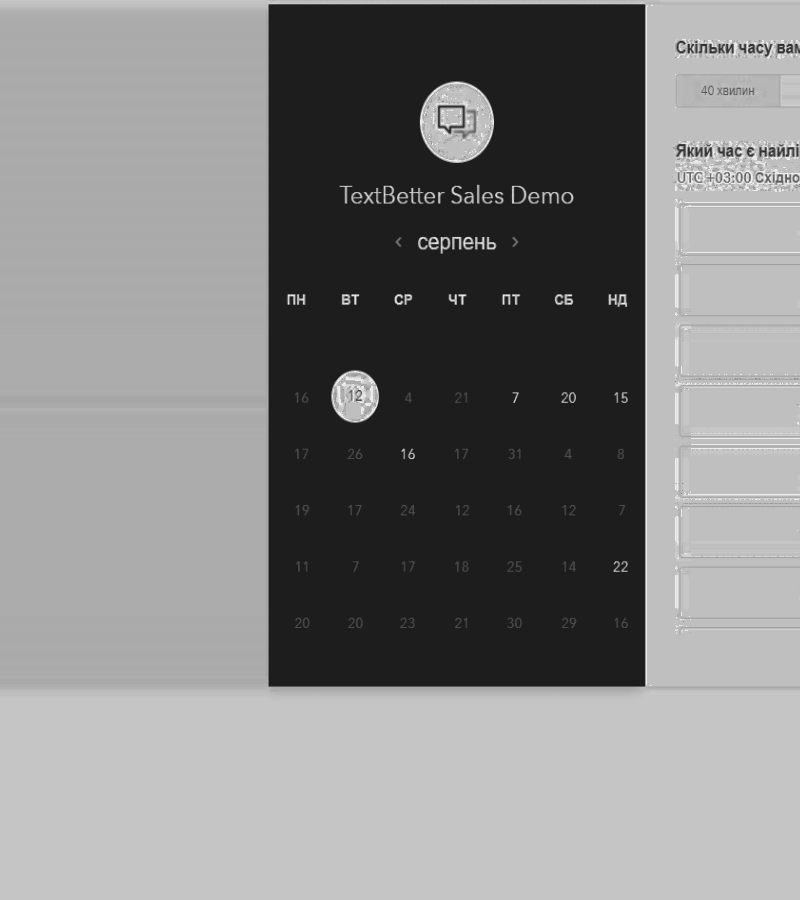 TextBetter Sales Demo
серпень
ПН ВТ СР ЧТ ПТ СБ НД
16 12 4 21 7 20 15
17 26 16 17 31 4 8
19 17 24 12 16 12 7
11 7 17 18 25 14 22
20 20 23 21 30 29 16
Скільки часу вам
40 хвилин
Який час є найлі
UTC +03:00 Східно